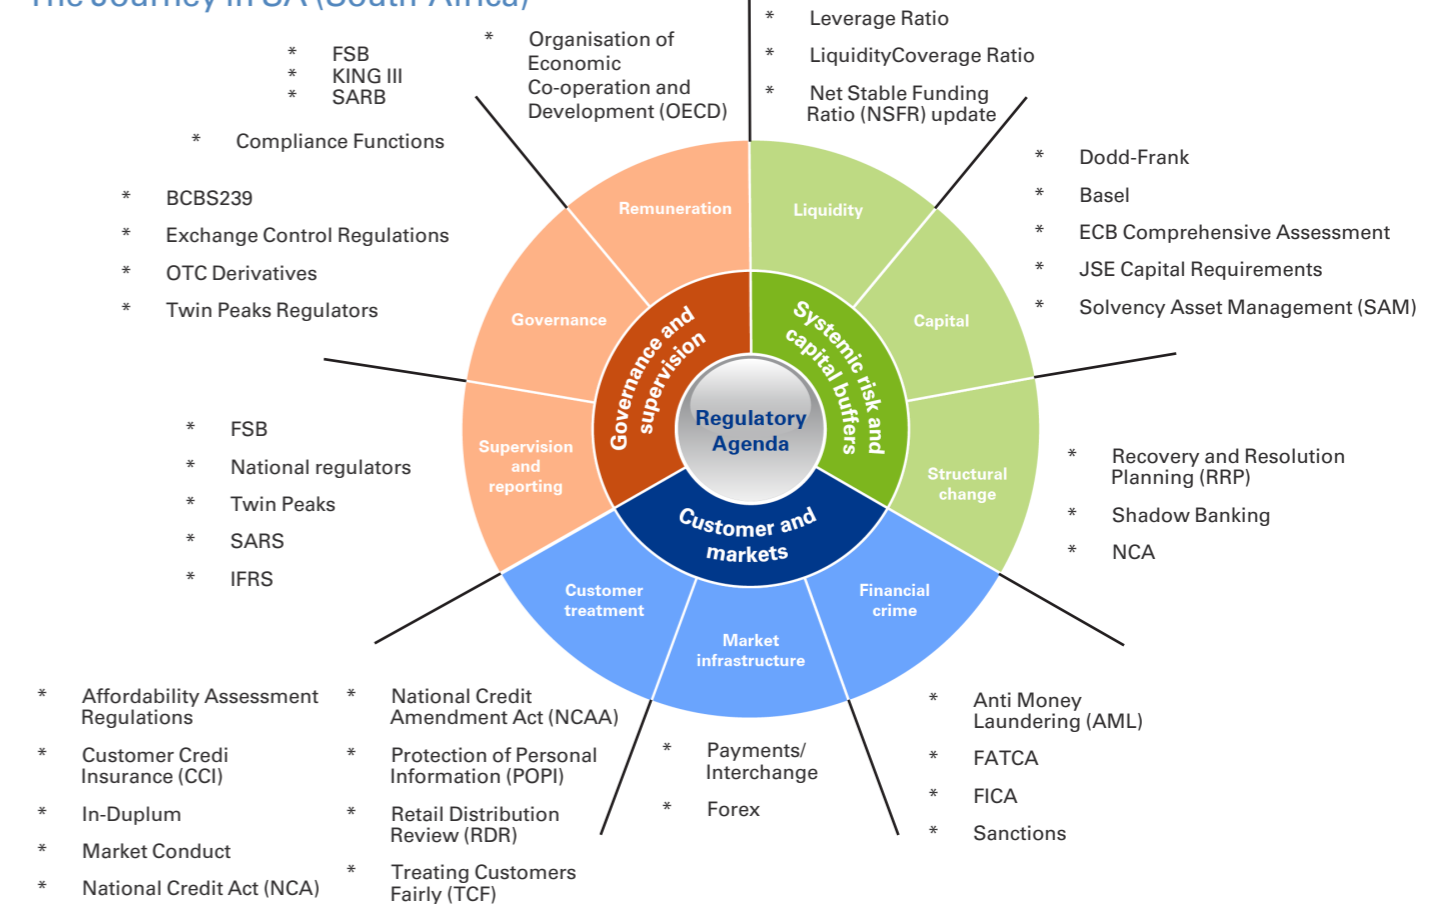 The Journey in SA (South Africa)
* FSB
* KING III
* SARB
* Compliance Functions
* BCBS239
* Exchange Control Regulations
* OTC Derivatives
* Twin Peaks Regulators
* Organisation of
Economic
Co-operation and
Development (OECD)
* Leverage Ratio
* LiquidityCoverage Ratio
* Net Stable Funding
Ratio (NSFR) update
* Dodd-Frank
* Basel
* ECB Comprehensive Assessment
* JSE Capital Requirements
* Solvency Asset Management (SAM)
Remuneration
Liquidity
Governance
Capital
Supervision
and
reporting
Structural
change
Governance and
supervision
Systemic risk and
capital buffers
Regulatory
Agenda
Customer and
markets
Customer
treatment
Market
infrastructure
Financial
crime
* FSB
* National regulators
* Twin Peaks
* SARS
* IFRS
* Recovery and Resolution
Planning (RRP)
* Shadow Banking
* NCA
* Affordability Assessment
Regulations
* Customer Credi
Insurance (CCI)
* In-Duplum
* Market Conduct
* National Credit Act (NCA)
* National Credit
Amendment Act (NCAA)
* Protection of Personal
Information (POPI)
* Retail Distribution
Review (RDR)
* Treating Customers
Fairly (TCF)
* Payments/
Interchange
* Forex
* Anti Money
Laundering (AML)
* FATCA
* FICA
* Sanctions